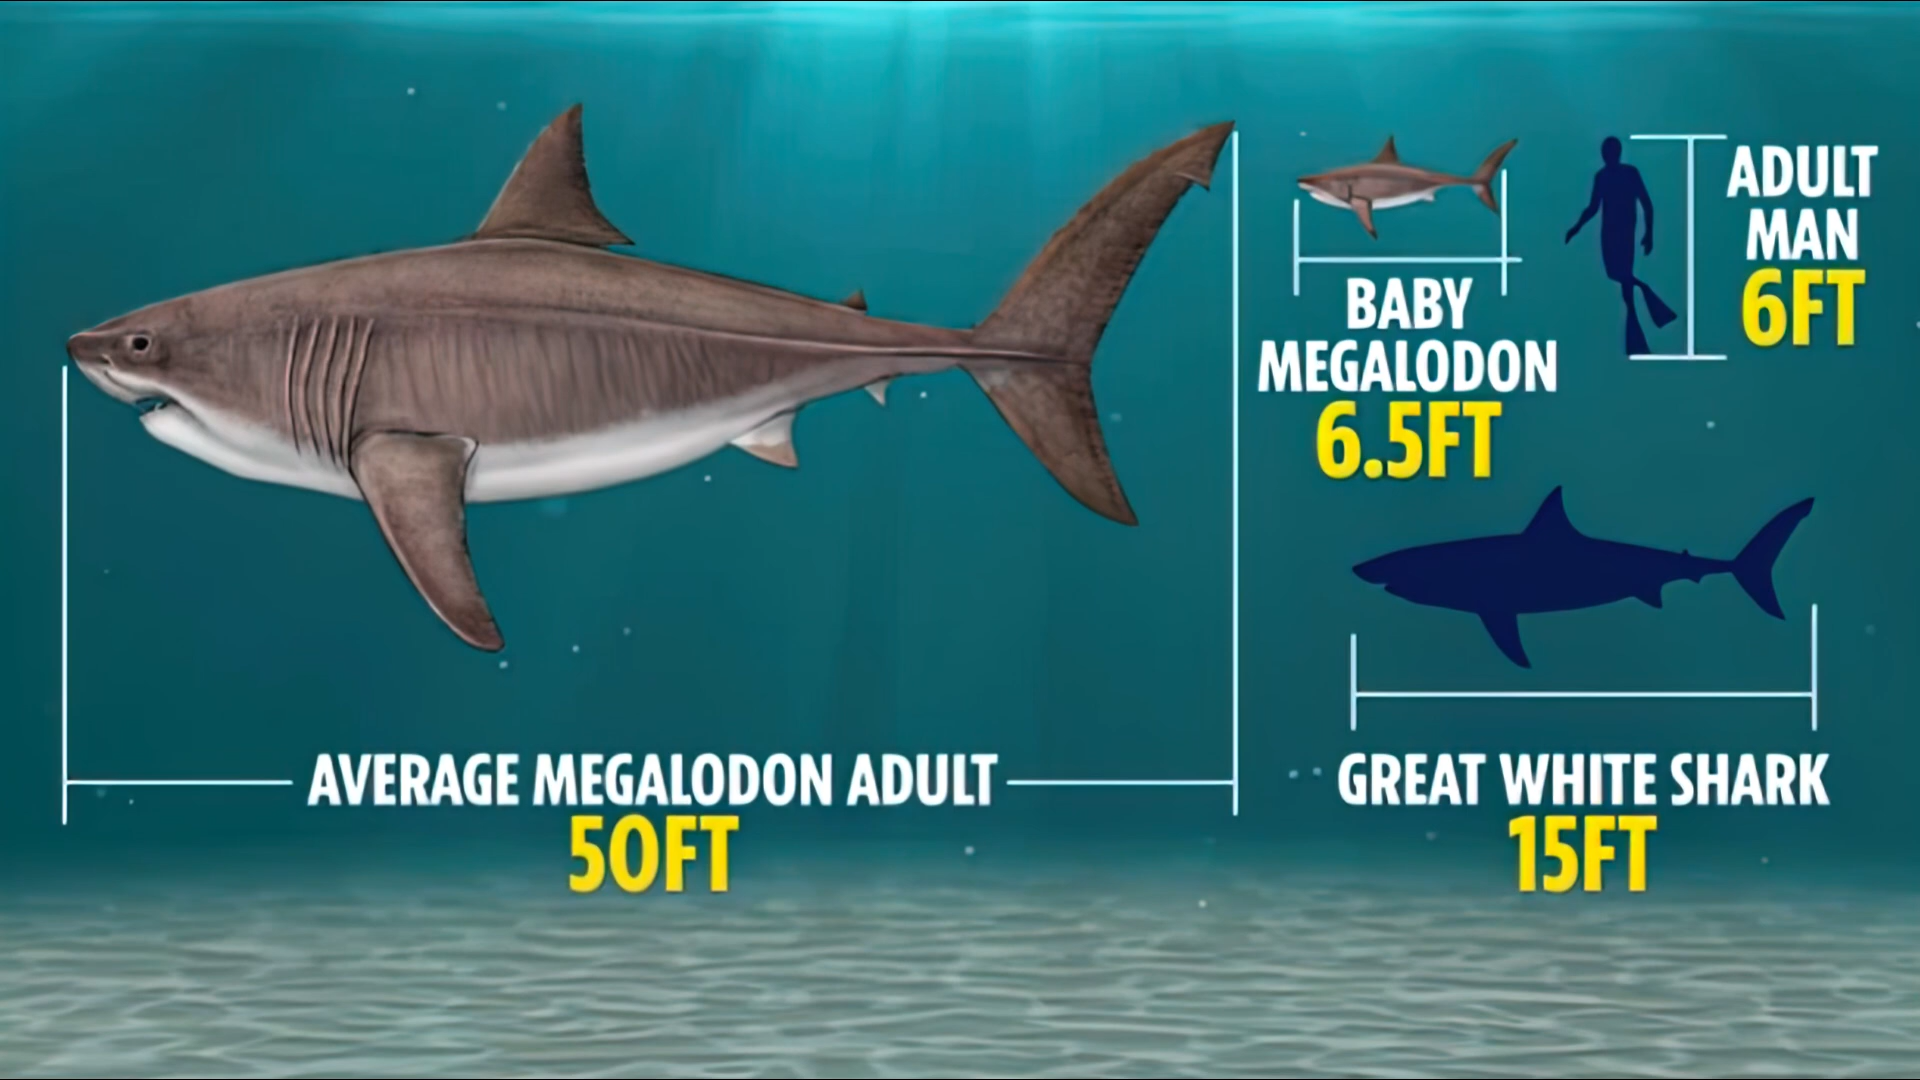 ADULT
MAN
6FT
BABY
MEGALODON
6.5FT
AVERAGE MEGALODON ADULT
50FT
GREAT WHITE SHARK
15FT